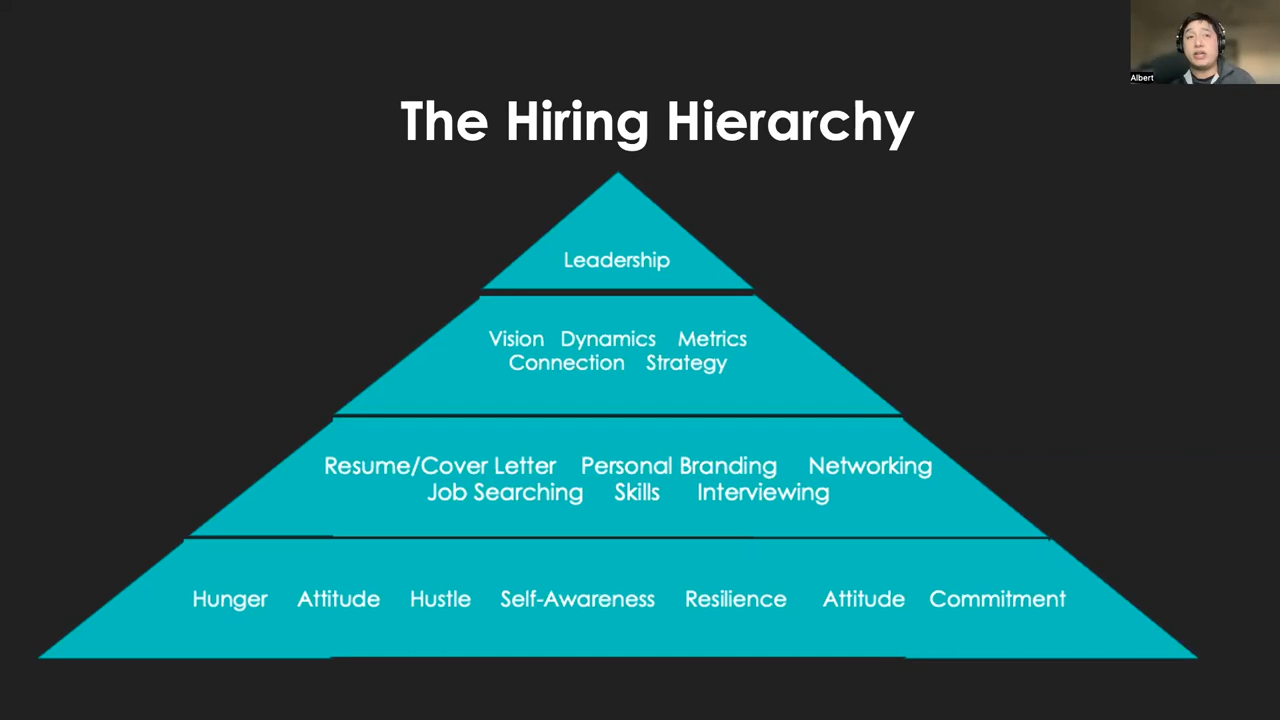 Albert
The Hiring Hierarchy
Leadership
Vision Dynamics Metrics
Connection Strategy
Resume/Cover Letter Personal Branding Networking
Job Searching Skills Interviewing
Hunger Attitude Hustle Self-Awareness Resilience Attitude Commitment